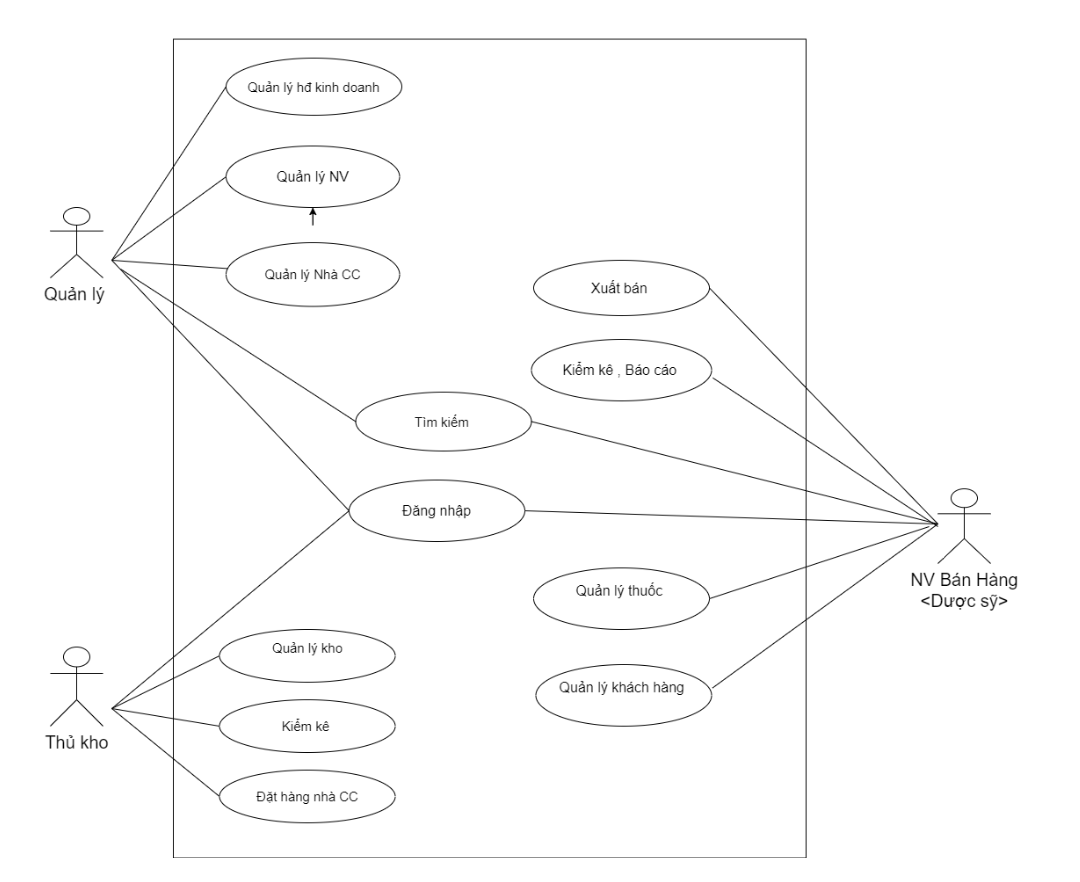 Quản lý hđ kinh doanh
Quản lý NV
Quản lý Nhà CC
Quản lý
Xuất bán
Kiểm kê , Báo cáo
Tìm kiếm
Đăng nhập
NV Bán Hàng
<Dược sỹ>
Quản lý thuốc
Quản lý kho
Quản lý khách hàng
Kiểm kê
Thủ kho
Đặt hàng nhà CC